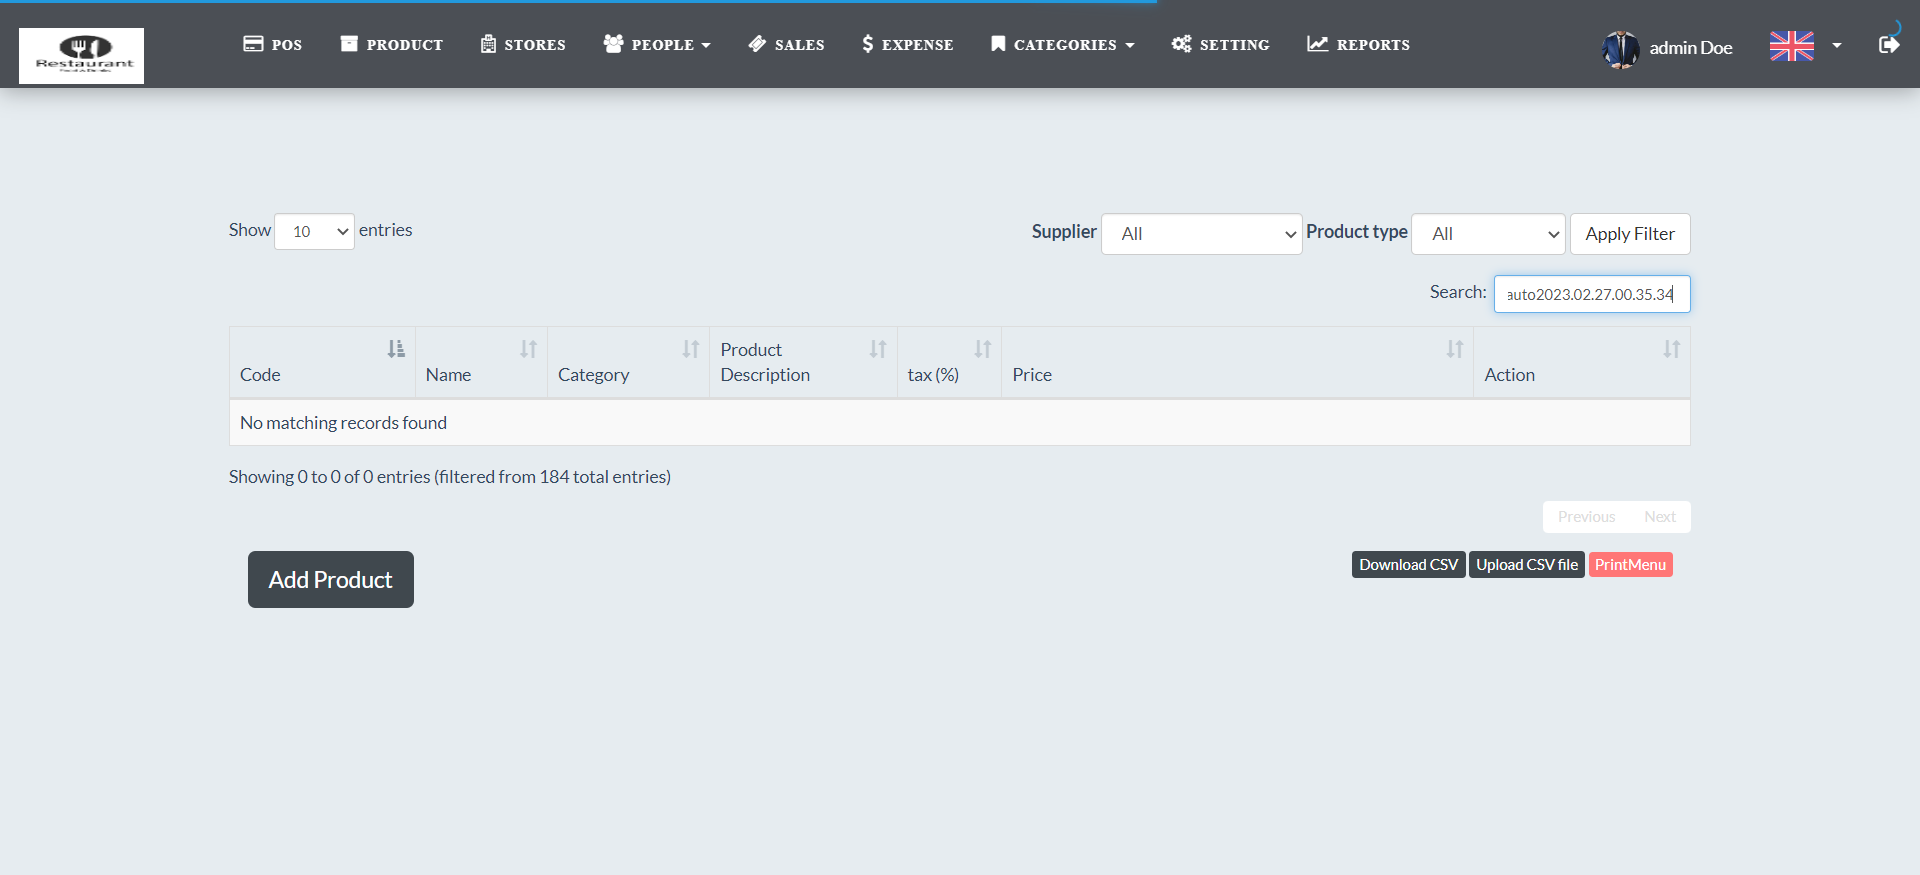 Restaurant
POS PRODUCT STORES PEOPLE SALES EXPENSE CATEGORIES SETTING REPORTS admin Doe
Show 10 entries Supplier All Product type All Apply Filter
Search: auto2023.02.27.00.35.34
Code Name Category Product Description tax (%) Price Action
No matching records found
Showing 0 to 0 of 0 entries (filtered from 184 total entries)
Previous Next
Add Product Download CSV Upload CSV file PrintMenu